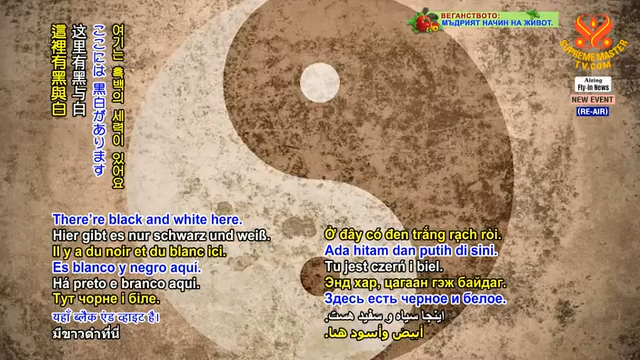 ВЕГАНСТВОТО:
МЪДРИЯТ НАЧИН НА ЖИВОТ.
SUPREME MASTER
TV.COM
Airing
Fly-in News
NEW EVENT
(RE-AIR)
여기는 흑백의 세력이 있어요
ここには 黒白があります
这里有黑与白
這裡有黑與白
There're black and white here.
Hier gibt es nur schwarz und weiß.
Il y a du noir et du blanc ici.
Es blanco y negro aquí.
Há preto e branco aqui.
Тут чорне і біле.
यहाँ ब्लैक ऐंड व्हाइट है।
มีขาวดำที่นี่
Ở đây có đen trắng rạch ròi.
Ada hitam dan putih di sini.
Tu jest czerń i biel.
Энд хар, цагаан гэж байдаг.
Здесь есть черное и белое.
اینجا سیاه و سفید هست.
أبيض وأسود هنا.